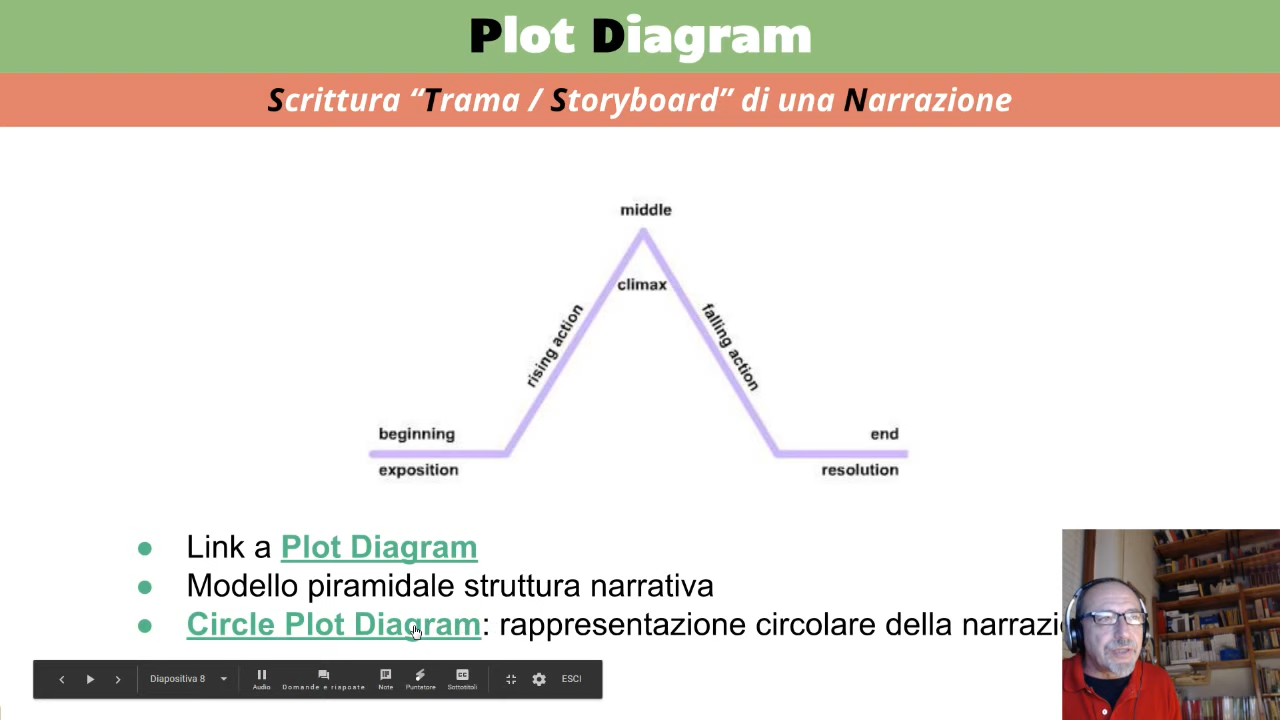 Plot Diagram
Scrittura “Trama / Storyboard” di una Narrazione
middle
climax
rising action
falling action
beginning
end
exposition
resolution
Link a Plot Diagram
Modello piramidale struttura narrativa
Circle Plot Diagram: rappresentazione circolare della narrazi
Diapositiva 8
Audio
Domande e risposte
Note
Puntatore
Sottotitoli
ESCI